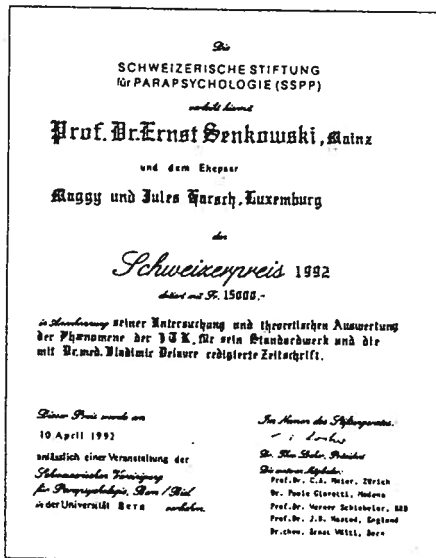 Die
SCHWEIZERISCHE STIFTUNG
für PARAPSYCHOLOGIE (SSPP)
verleiht hiermit
Prof. Dr. Ernst Senkowski, Mainz
und dem Ehepaar
Maggy und Jules Harsch, Luxemburg
den
Schweizerpreis 1992
dotiert mit Fr. 15000.-
in Anerkennung seiner Untersuchung und theoretischen Auswertung
der Phænomene der JTK, für sein Standardwerk und die
mit Dr.med. Vladimir Delavre redigierte Zeitschrift.
Dieser Preis wurde am
10 April 1992
anlässlich einer Veranstaltung der
Schweizerischen Vereinigung
für Parapsychologie, Bern / Biel
in der Universität Bern verliehen.
Im Namen des Stiftungsrates:
Dr. Theo Locher, Präsident
Die weiteren Mitglieder:
Prof.Dr. C.A. Meier, Zürich
Dr. Paola Giovetti, Modena
Prof.Dr. Werner Schiebeler, BRD
Prof.Dr. J.B. Hasted, England
Dr.chem. Ernst Wälti, Bern